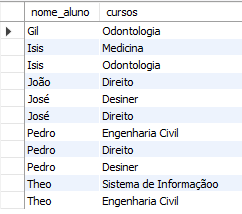 nome_aluno cursos
Gil Odontologia
Isis Medicina
Isis Odontologia
João Direito
José Desiner
José Direito
Pedro Engenharia Civil
Pedro Direito
Pedro Desiner
Theo Sistema de Informaçãoo
Theo Engenharia Civil